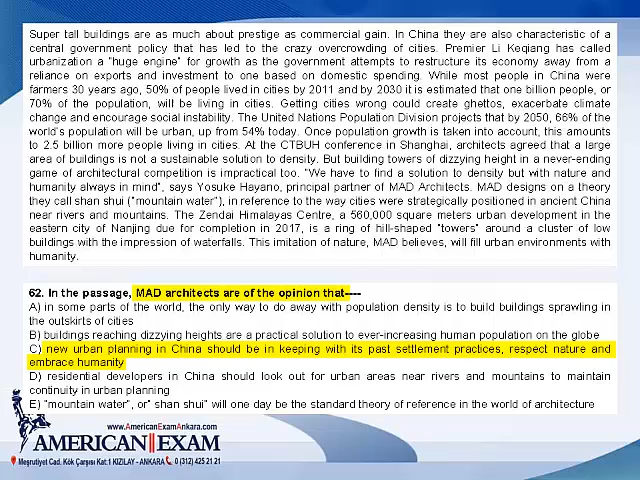 Super tall buildings are as much about prestige as commercial gain. In China they are also characteristic of a
central government policy that has led to the crazy overcrowding of cities. Premier Li Keqiang has called
urbanization a "huge engine" for growth as the government attempts to restructure its economy away from a
reliance on exports and investment to one based on domestic spending. While most people in China were
farmers 30 years ago, 50% of people lived in cities by 2011 and by 2030 it is estimated that one billion people, or
70% of the population, will be living in cities. Getting cities wrong could create ghettos, exacerbate climate
change and encourage social instability. The United Nations Population Division projects that by 2050, 66% of the
world's population will be urban, up from 54% today. Once population growth is taken into account, this amounts
to 2.5 billion more people living in cities. At the CTBUH conference in Shanghai, architects agreed that a large
area of buildings is not a sustainable solution to density. But building towers of dizzying height in a never-ending
game of architectural competition is impractical too. "We have to find a solution to density but with nature and
humanity always in mind", says Yosuke Hayano, principal partner of MAD Architects. MAD designs on a theory
they call shan shui ("mountain water"), in reference to the way cities were strategically positioned in ancient China
near rivers and mountains. The Zendai Himalayas Centre, a 560,000 square meters urban development in the
eastern city of Nanjing due for completion in 2017, is a ring of hill-shaped "towers" around a cluster of low
buildings with the impression of waterfalls. This imitation of nature, MAD believes, will fill urban environments with
humanity.
62. In the passage, MAD architects are of the opinion that----
A) in some parts of the world, the only way to do away with population density is to build buildings sprawling in
the outskirts of cities
B) buildings reaching dizzying heights are a practical solution to ever-increasing human population on the globe
C) new urban planning in China should be in keeping with its past settlement practices, respect nature and
embrace humanity
D) residential developers in China should look out for urban areas near rivers and mountains to maintain
continuity in urban planning
E) "mountain water", or" shan shui" will one day be the standard theory of reference in the world of architecture
www.AmericanExamAnkara.com
AMERICAN EXAM
Meşrutiyet Cad. Kök Çarşısı Kat:1 KIZILAY - ANKARA 0 (312) 425 21 21